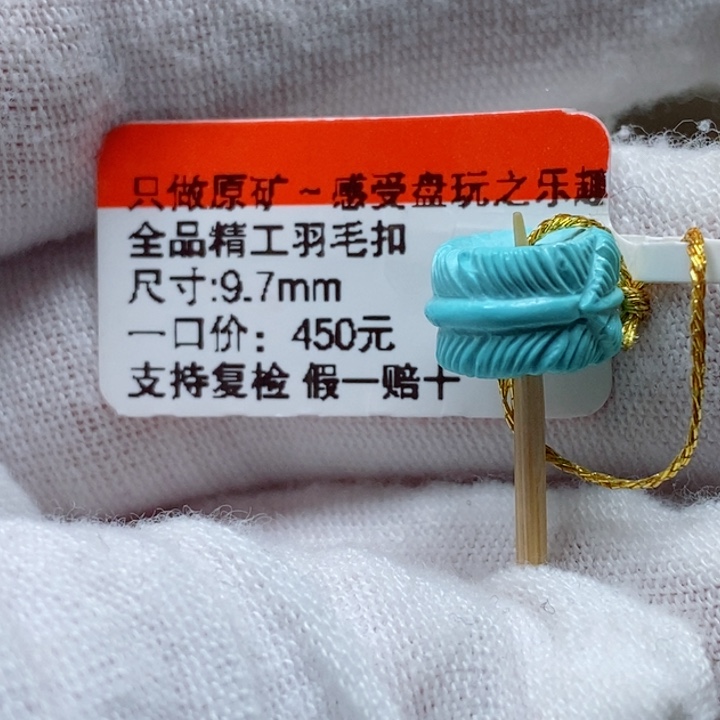 只做原矿~感受盘玩之乐趣
全品精工羽毛扣
尺寸:9.7mm
一口价：450元
支持复检 假一赔十